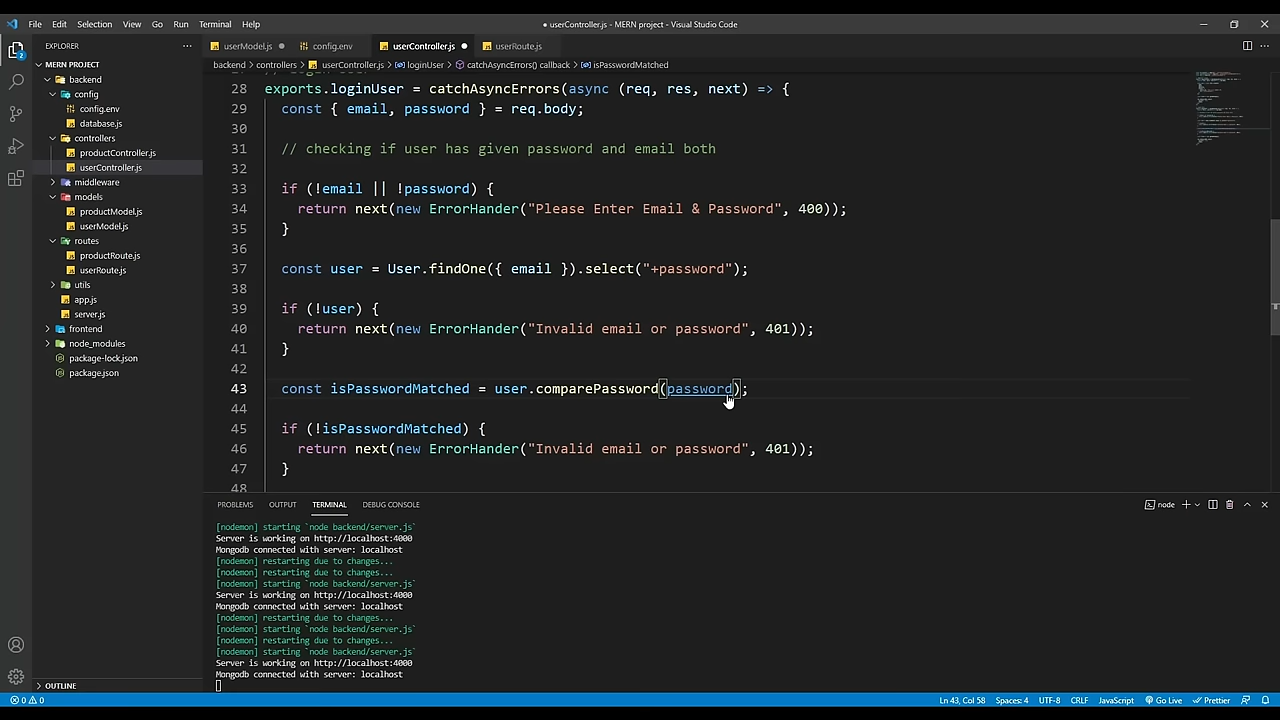 File Edit Selection View Go Run Terminal Help
● userController.js - MERN project - Visual Studio Code
EXPLORER
userModel.js config.env userController.js userRoute.js
MERN PROJECT
backend > controllers > userController.js > loginUser > catchAsyncErrors() callback > isPasswordMatched
backend
config
config.env
database.js
controllers
productController.js
userController.js
middleware
models
productModel.js
userModel.js
routes
productRoute.js
userRoute.js
utils
app.js
server.js
frontend
node_modules
package-lock.json
package.json
OUTLINE
28 exports.loginUser = catchAsyncErrors(async (req, res, next) => {
29 const { email, password } = req.body;
30
31 // checking if user has given password and email both
32
33 if (!email || !password) {
34 return next(new ErrorHander("Please Enter Email & Password", 400));
35 }
36
37 const user = User.findOne({ email }).select("+password");
38
39 if (!user) {
40 return next(new ErrorHander("Invalid email or password", 401));
41 }
42
43 const isPasswordMatched = user.comparePassword(password);
44
45 if (!isPasswordMatched) {
46 return next(new ErrorHander("Invalid email or password", 401));
47 }
48
PROBLEMS OUTPUT TERMINAL DEBUG CONSOLE
node
[nodemon] starting `node backend/server.js`
Server is working on http://localhost:4000
Mongodb connected with server: localhost
[nodemon] restarting due to changes...
[nodemon] restarting due to changes...
[nodemon] starting `node backend/server.js`
Server is working on http://localhost:4000
Mongodb connected with server: localhost
[nodemon] restarting due to changes...
[nodemon] starting `node backend/server.js`
[nodemon] restarting due to changes...
[nodemon] starting `node backend/server.js`
Server is working on http://localhost:4000
Mongodb connected with server: localhost
0 0
Ln 43, Col 58 Spaces: 4 UTF-8 CRLF JavaScript Go Live Prettier